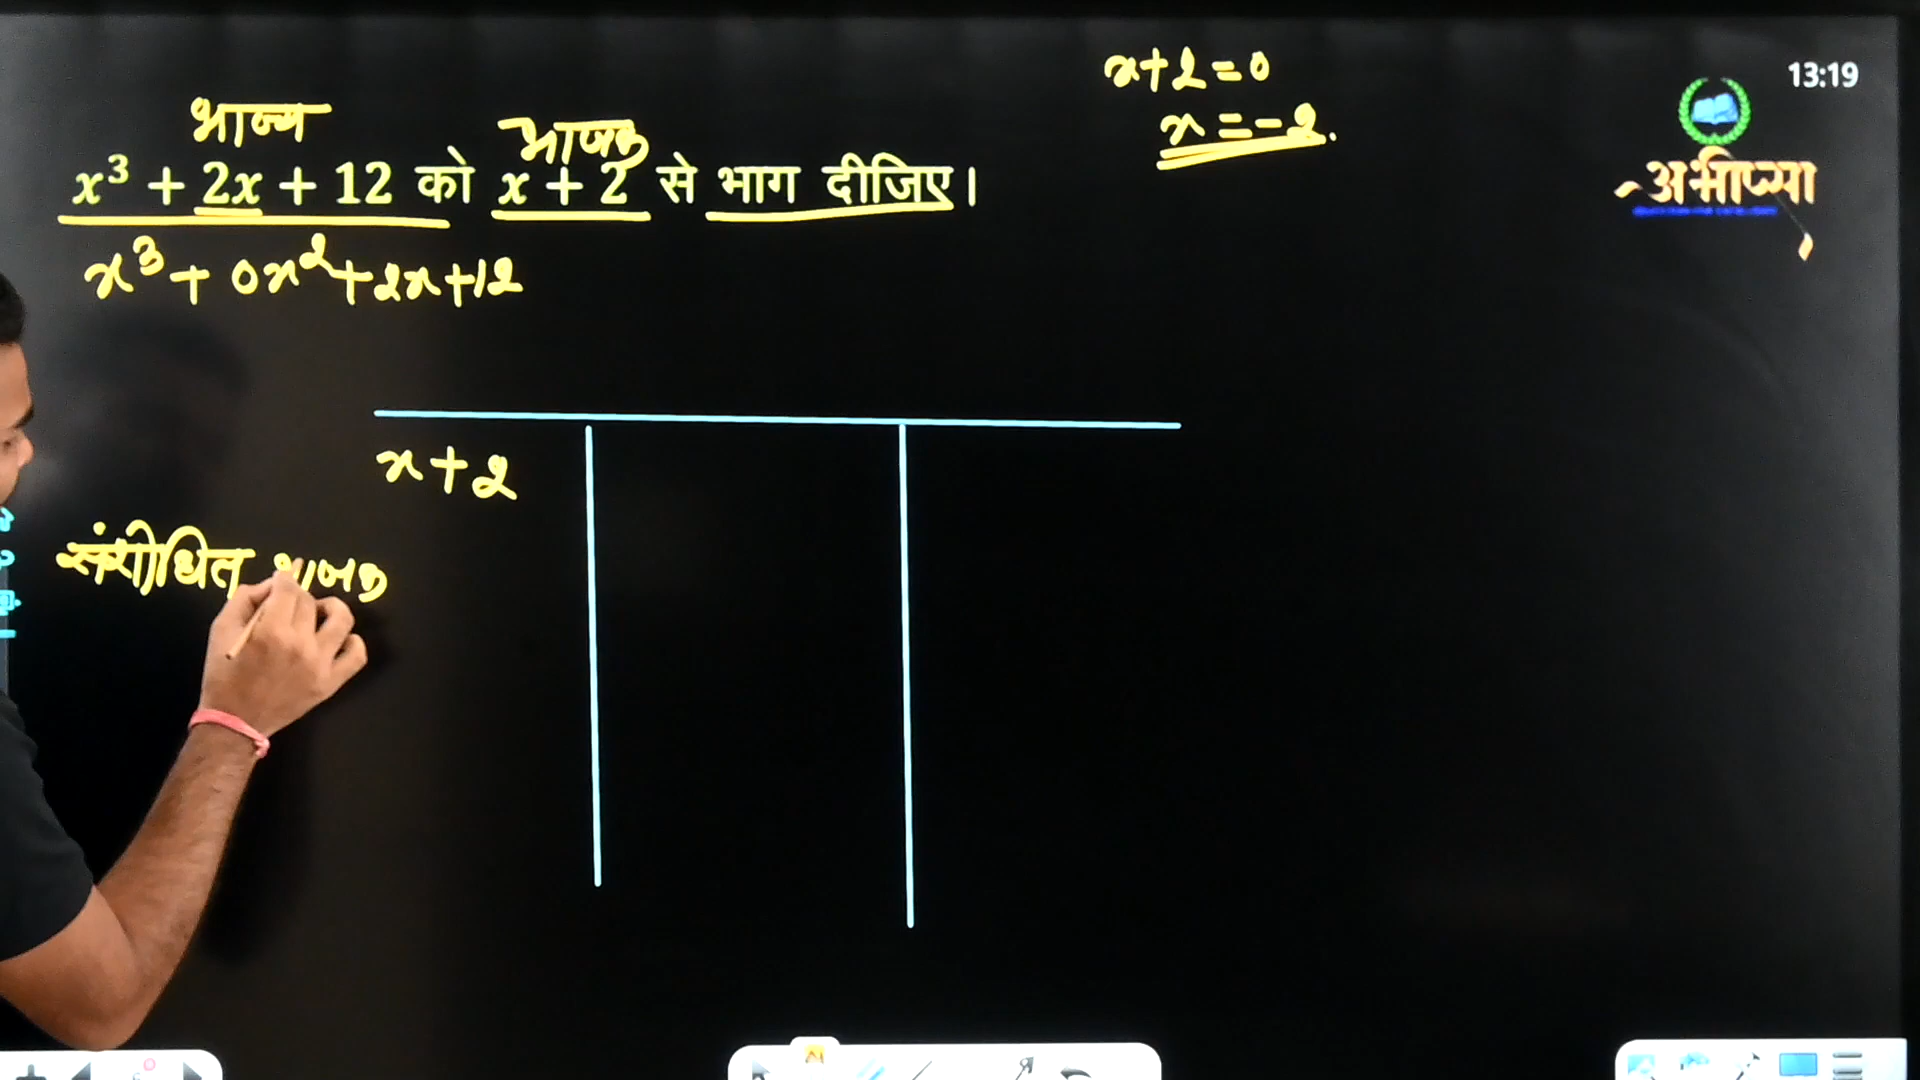 x+2=0
x=-2.
13:19
अभीप्सा
भाज्य भाजक
x³ + 2x + 12 को x + 2 से भाग दीजिए।
x³+0x²+2x+12
x+2
संशोधित भाजक